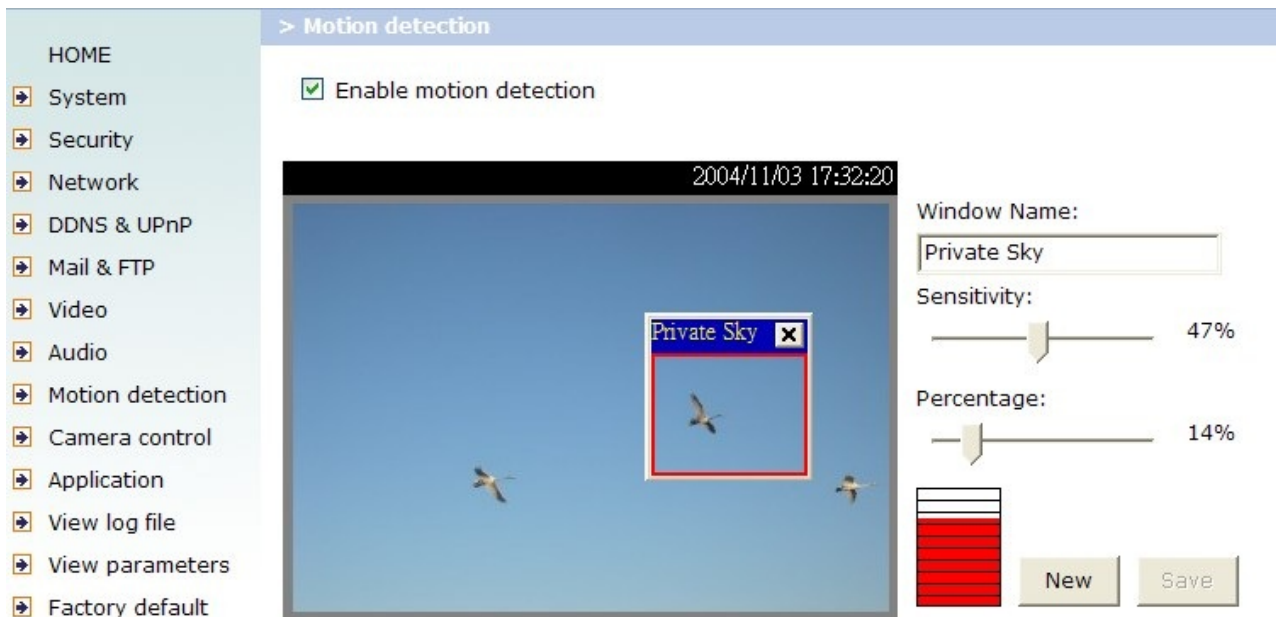 > Motion detection
HOME
System
Security
Network
DDNS & UPnP
Mail & FTP
Video
Audio
Motion detection
Camera control
Application
View log file
View parameters
Factory default
Enable motion detection
2004/11/03 17:32:20
Private Sky
Window Name:
Private Sky
Sensitivity:
47%
Percentage:
14%
New
Save